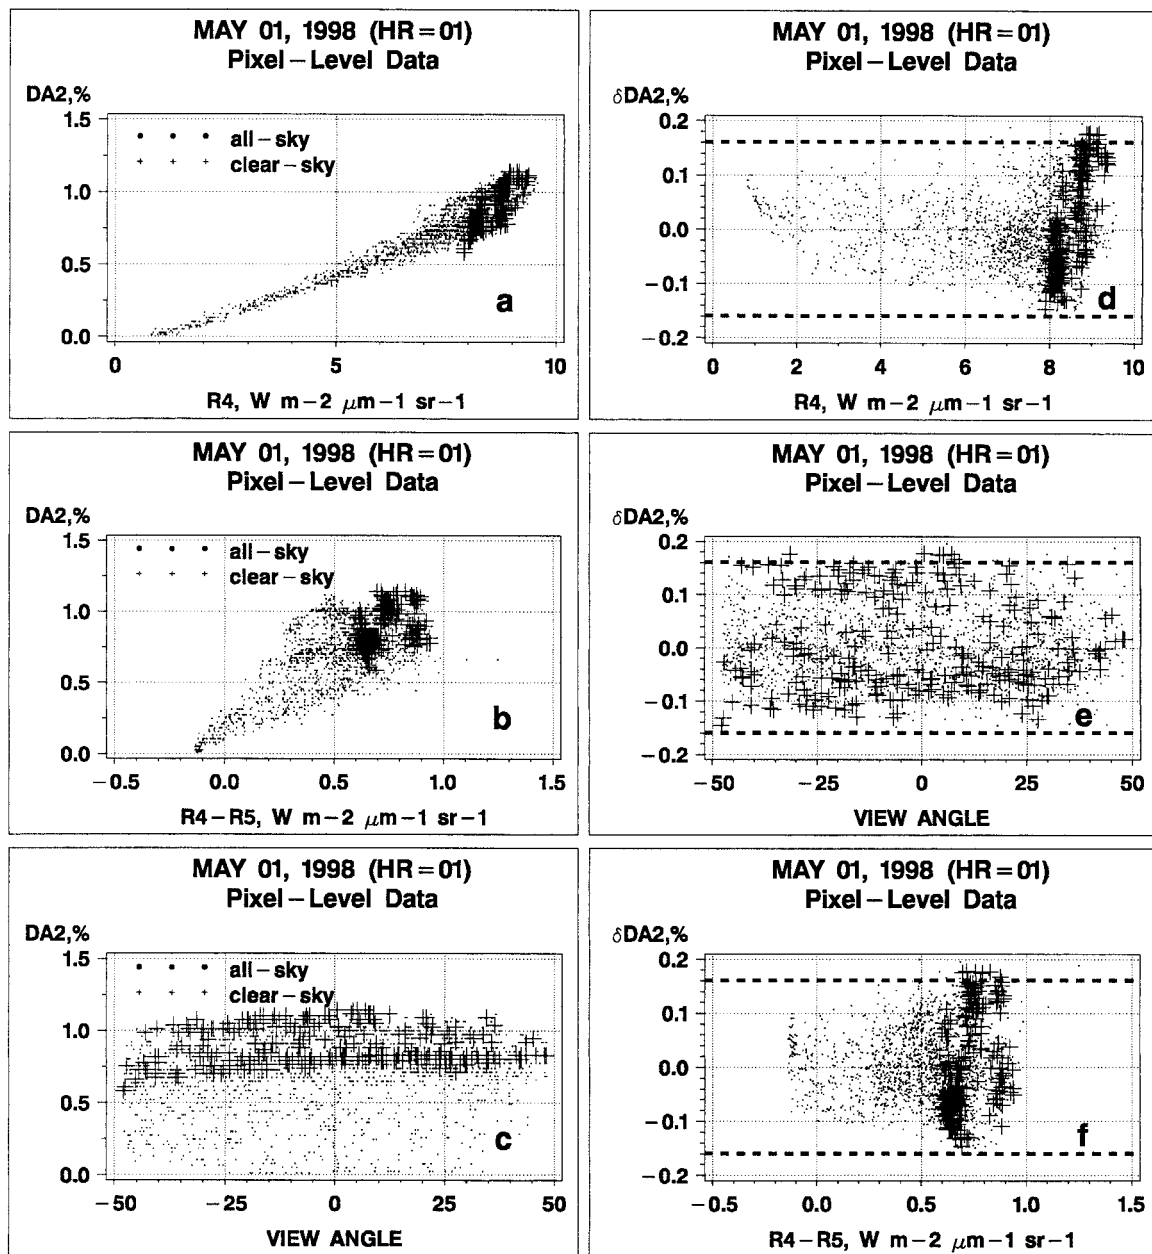 MAY 01, 1998 (HR=01)
Pixel-Level Data
DA2,%
1.5
1.0
0.5
0.0
all-sky
clear-sky
a
0
5
10
R4, W m-2 μm-1 sr-1
MAY 01, 1998 (HR=01)
Pixel-Level Data
δDA2,%
0.2
0.1
0.0
-0.1
-0.2
d
0
2
4
6
8
10
R4, W m-2 μm-1 sr-1
MAY 01, 1998 (HR=01)
Pixel-Level Data
DA2,%
1.5
1.0
0.5
0.0
all-sky
clear-sky
b
-0.5
0.0
0.5
1.0
1.5
R4-R5, W m-2 μm-1 sr-1
MAY 01, 1998 (HR=01)
Pixel-Level Data
δDA2,%
0.2
0.1
0.0
-0.1
-0.2
e
-50
-25
0
25
50
VIEW ANGLE
MAY 01, 1998 (HR=01)
Pixel-Level Data
DA2,%
1.5
1.0
0.5
0.0
all-sky
clear-sky
c
-50
-25
0
25
50
VIEW ANGLE
MAY 01, 1998 (HR=01)
Pixel-Level Data
δDA2,%
0.2
0.1
0.0
-0.1
-0.2
f
-0.5
0.0
0.5
1.0
1.5
R4-R5, W m-2 μm-1 sr-1